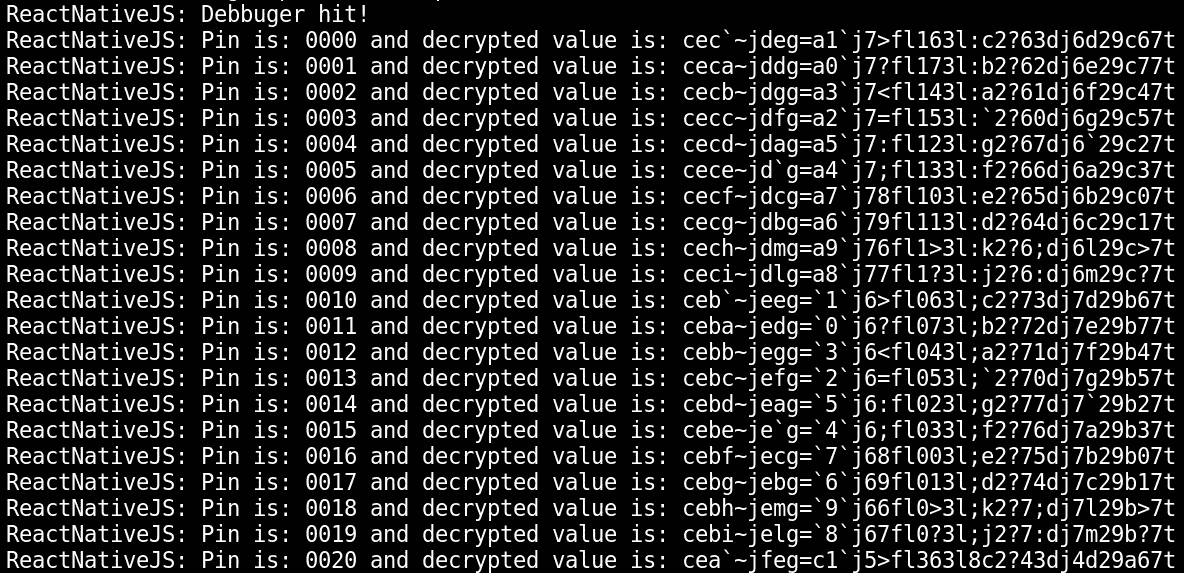 ReactNativeJS: Debbuger hit!
ReactNativeJS: Pin is: 0000 and decrypted value is: cec`~jdeg=a1`j7>fl163l:c2?63dj6d29c67t
ReactNativeJS: Pin is: 0001 and decrypted value is: ceca~jddg=a0`j7?fl173l:b2?62dj6e29c77t
ReactNativeJS: Pin is: 0002 and decrypted value is: cecb~jdgg=a3`j7<fl143l:a2?61dj6f29c47t
ReactNativeJS: Pin is: 0003 and decrypted value is: cecc~jdfg=a2`j7=fl153l:`2?60dj6g29c57t
ReactNativeJS: Pin is: 0004 and decrypted value is: cecd~jdag=a5`j7:fl123l:g2?67dj6`29c27t
ReactNativeJS: Pin is: 0005 and decrypted value is: cece~jd`g=a4`j7;fl133l:f2?66dj6a29c37t
ReactNativeJS: Pin is: 0006 and decrypted value is: cecf~jdcg=a7`j78fl103l:e2?65dj6b29c07t
ReactNativeJS: Pin is: 0007 and decrypted value is: cecg~jdbg=a6`j79fl113l:d2?64dj6c29c17t
ReactNativeJS: Pin is: 0008 and decrypted value is: cech~jdmg=a9`j76fl1>3l:k2?6;dj6l29c>7t
ReactNativeJS: Pin is: 0009 and decrypted value is: ceci~jdlg=a8`j77fl1?3l:j2?6:dj6m29c?7t
ReactNativeJS: Pin is: 0010 and decrypted value is: ceb`~jeeg=`1`j6>fl063l;c2?73dj7d29b67t
ReactNativeJS: Pin is: 0011 and decrypted value is: ceba~jedg=`0`j6?fl073l;b2?72dj7e29b77t
ReactNativeJS: Pin is: 0012 and decrypted value is: cebb~jegg=`3`j6<fl043l;a2?71dj7f29b47t
ReactNativeJS: Pin is: 0013 and decrypted value is: cebc~jefg=`2`j6=fl053l;`2?70dj7g29b57t
ReactNativeJS: Pin is: 0014 and decrypted value is: cebd~jeag=`5`j6:fl023l;g2?77dj7`29b27t
ReactNativeJS: Pin is: 0015 and decrypted value is: cebe~je`g=`4`j6;fl033l;f2?76dj7a29b37t
ReactNativeJS: Pin is: 0016 and decrypted value is: cebf~jecg=`7`j68fl003l;e2?75dj7b29b07t
ReactNativeJS: Pin is: 0017 and decrypted value is: cebg~jebg=`6`j69fl013l;d2?74dj7c29b17t
ReactNativeJS: Pin is: 0018 and decrypted value is: cebh~jemg=`9`j66fl0>3l;k2?7;dj7l29b>7t
ReactNativeJS: Pin is: 0019 and decrypted value is: cebi~jelg=`8`j67fl0?3l;j2?7:dj7m29b?7t
ReactNativeJS: Pin is: 0020 and decrypted value is: cea`~jfeg=c1`j5>fl363l8c2?43dj4d29a67t